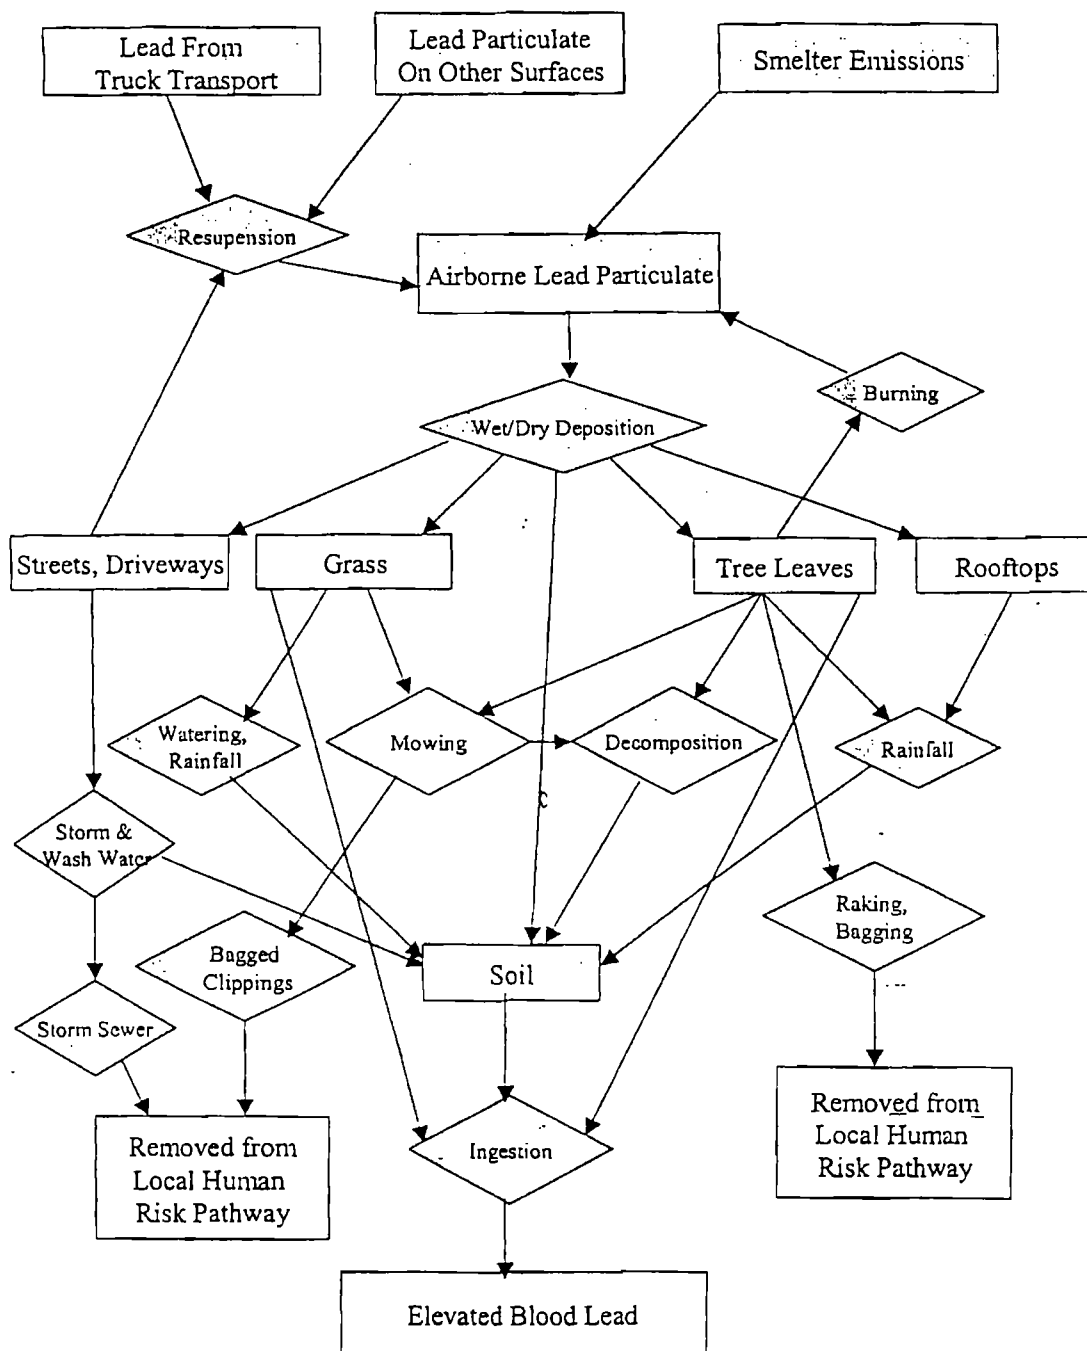 Lead From
Truck Transport
Lead Particulate
On Other Surfaces
Smelter Emissions
Resupension
Airborne Lead Particulate
Burning
Wet/Dry Deposition
Streets, Driveways
Grass
Tree Leaves
Rooftops
Watering,
Rainfall
Mowing
Decomposition
Rainfall
Storm &
Wash Water
Raking,
Bagging
Bagged
Clippings
Soil
Storm Sewer
Removed from
Local Human
Risk Pathway
Ingestion
Removed from
Local Human
Risk Pathway
Elevated Blood Lead